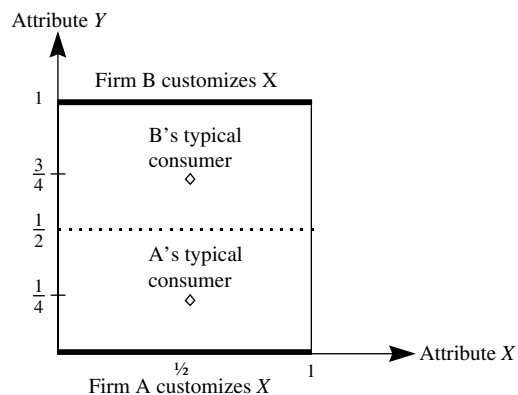 Attribute Y
Firm B customizes X
1
B's typical
consumer
3
4
1
2
A's typical
consumer
1
4
Attribute X
½
1
Firm A customizes X